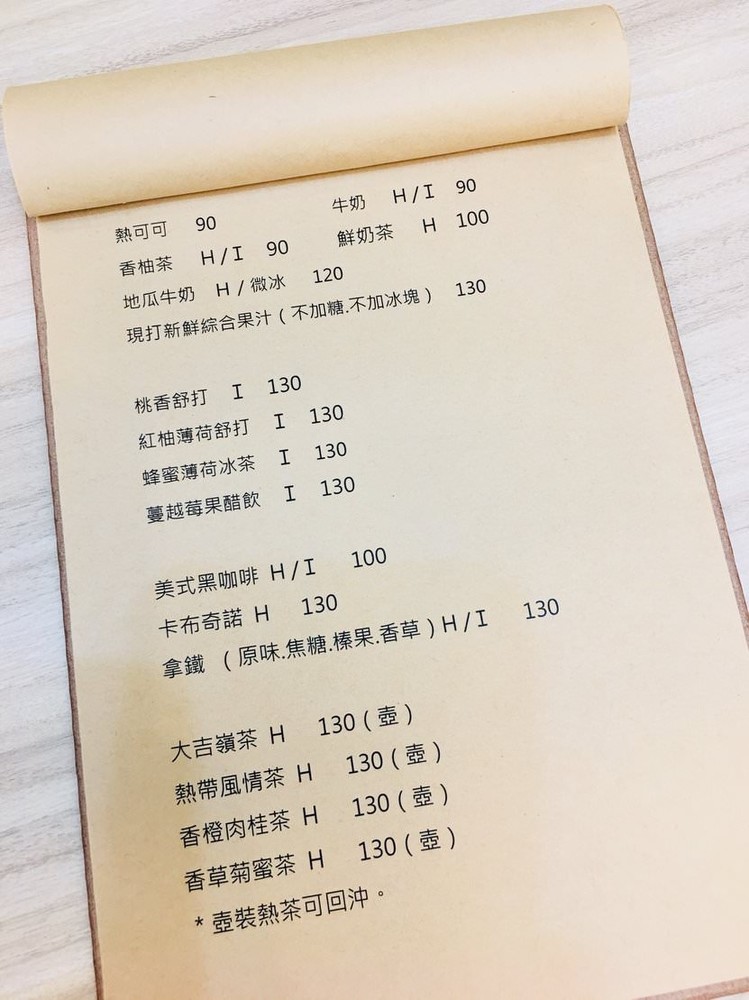 熱可可 90 牛奶 H/I 90
香柚茶 H/I 90 鮮奶茶 H 100
地瓜牛奶 H/微冰 120
現打新鮮綜合果汁(不加糖.不加冰塊) 130
桃香舒打 I 130
紅柚薄荷舒打 I 130
蜂蜜薄荷冰茶 I 130
蔓越莓果醋飲 I 130
美式黑咖啡 H/I 100
卡布奇諾 H 130
拿鐵 (原味.焦糖.榛果.香草)H/I 130
大吉嶺茶 H 130(壺)
熱帶風情茶 H 130(壺)
香橙肉桂茶 H 130(壺)
香草菊蜜茶 H 130(壺)
*壺裝熱茶可回沖。